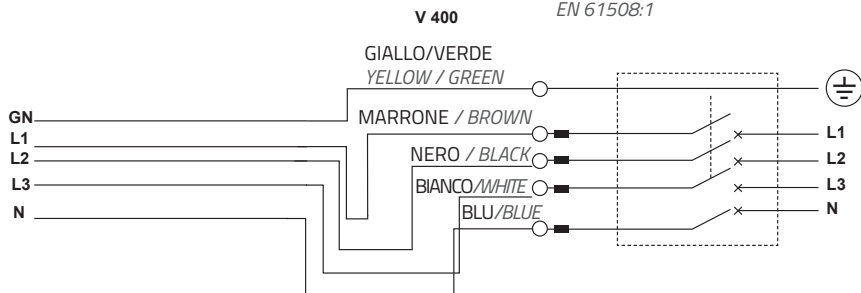 EN 61508:1
V 400
GIALLO/VERDE
YELLOW / GREEN
GN
MARRONE / BROWN
L1
L1
L2
NERO / BLACK
L2
L3
BIANCO/WHITE
L3
N
BLU/BLUE
N